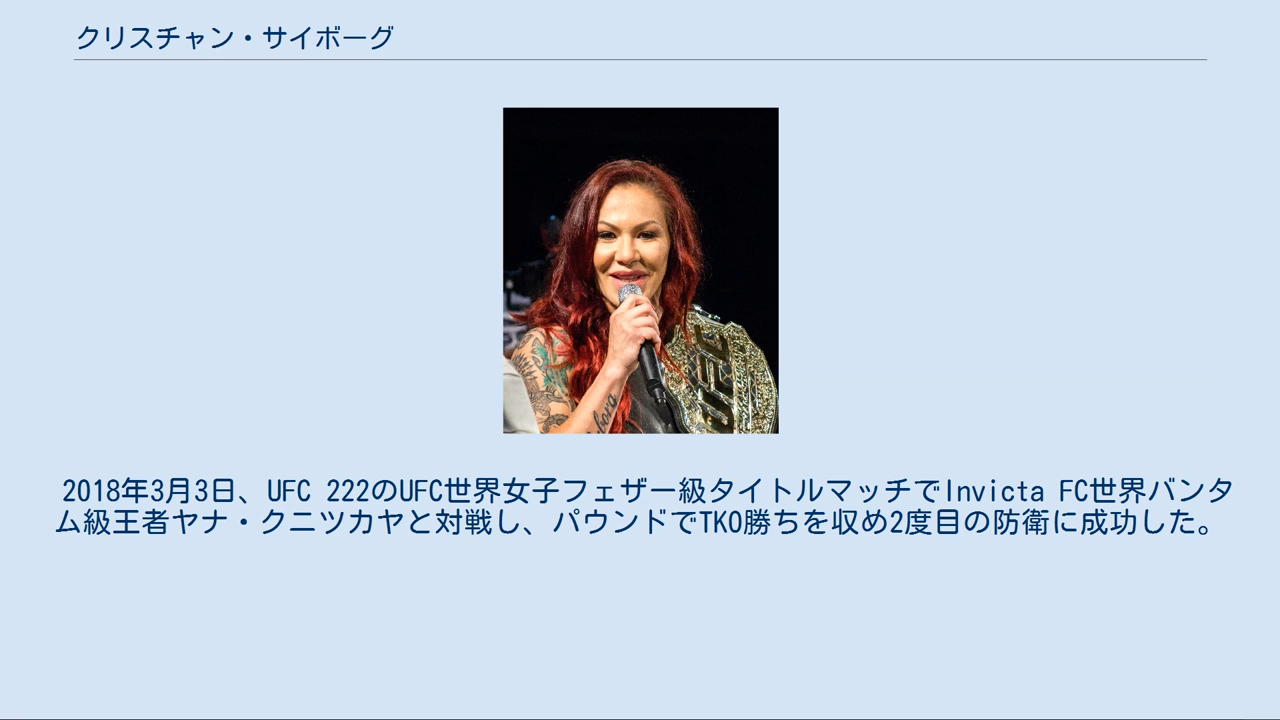 クリスチャン・サイボーグ
UFC
2018年3月3日、UFC 222のUFC世界女子フェザー級タイトルマッチでInvicta FC世界バンタ
ム級王者ヤナ・クニツカヤと対戦し、パウンドでTKO勝ちを収め2度目の防衛に成功した。